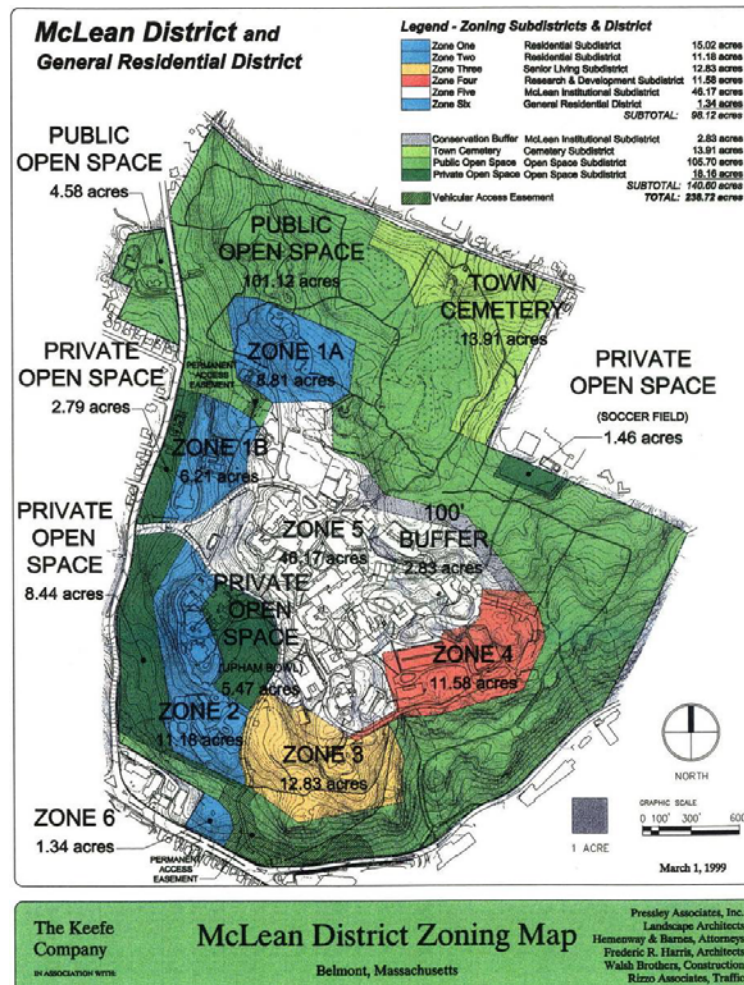 McLean District and
General Residential District
Legend - Zoning Subdistricts & District
Zone One Residential Subdistrict 15.02 acres
Zone Two Residential Subdistrict 11.18 acres
Zone Three Senior Living Subdistrict 12.83 acres
Zone Four Research & Development Subdistrict 11.58 acres
Zone Five McLean Institutional Subdistrict 46.17 acres
Zone Six General Residential District 1.34 acres
SUBTOTAL: 98.12 acres
Conservation Buffer McLean Institutional Subdistrict 2.83 acres
Town Cemetery Cemetery Subdistrict 13.91 acres
Public Open Space Open Space Subdistrict 105.70 acres
Private Open Space Open Space Subdistrict 18.16 acres
SUBTOTAL: 140.60 acres
Vehicular Access Easement TOTAL: 238.72 acres
PUBLIC
OPEN SPACE
4.58 acres
PUBLIC
OPEN SPACE
101.12 acres
TOWN
CEMETERY
13.91 acres
PRIVATE
OPEN SPACE
2.79 acres
PERMANENT
ACCESS
EASEMENT
ZONE 1A
8.81 acres
PRIVATE
OPEN SPACE
(SOCCER FIELD)
1.46 acres
ZONE 1B
6.21 acres
PRIVATE
OPEN
SPACE
8.44 acres
ZONE 5
46.17 acres
100'
BUFFER
2.83 acres
PRIVATE
OPEN
SPACE
(UPHAM BOWL)
5.47 acres
ZONE 4
11.58 acres
ZONE 2
11.18 acres
ZONE 3
12.83 acres
ZONE 6
1.34 acres
PERMANENT
ACCESS
EASEMENT
NORTH
1 ACRE
GRAPHIC SCALE
0 100' 300' 600
March 1, 1999
The Keefe
Company
IN ASSOCIATION WITH:
McLean District Zoning Map
Belmont, Massachusetts
Pressley Associates, Inc.
Landscape Architects
Hemenway & Barnes, Attorneys
Frederic R. Harris, Architects
Walsh Brothers, Construction
Rizzo Associates, Traffic